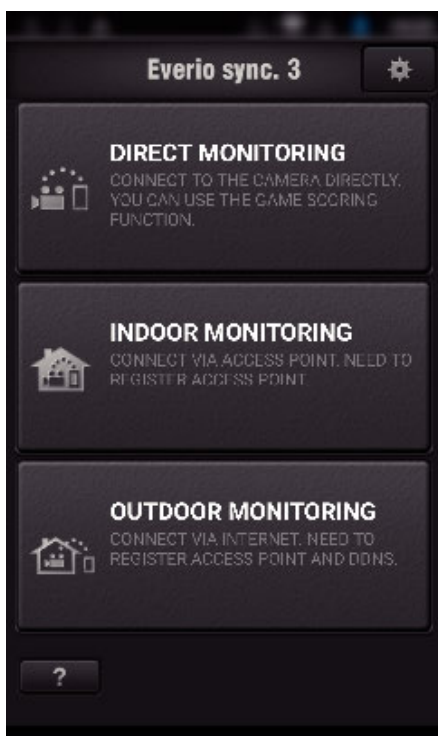 Everio sync. 3
DIRECT MONITORING
CONNECT TO THE CAMERA DIRECTLY.
YOU CAN USE THE GAME SCORING
FUNCTION.
INDOOR MONITORING
CONNECT VIA ACCESS POINT. NEED TO
REGISTER ACCESS POINT.
OUTDOOR MONITORING
CONNECT VIA INTERNET. NEED TO
REGISTER ACCESS POINT AND DDNS.
?